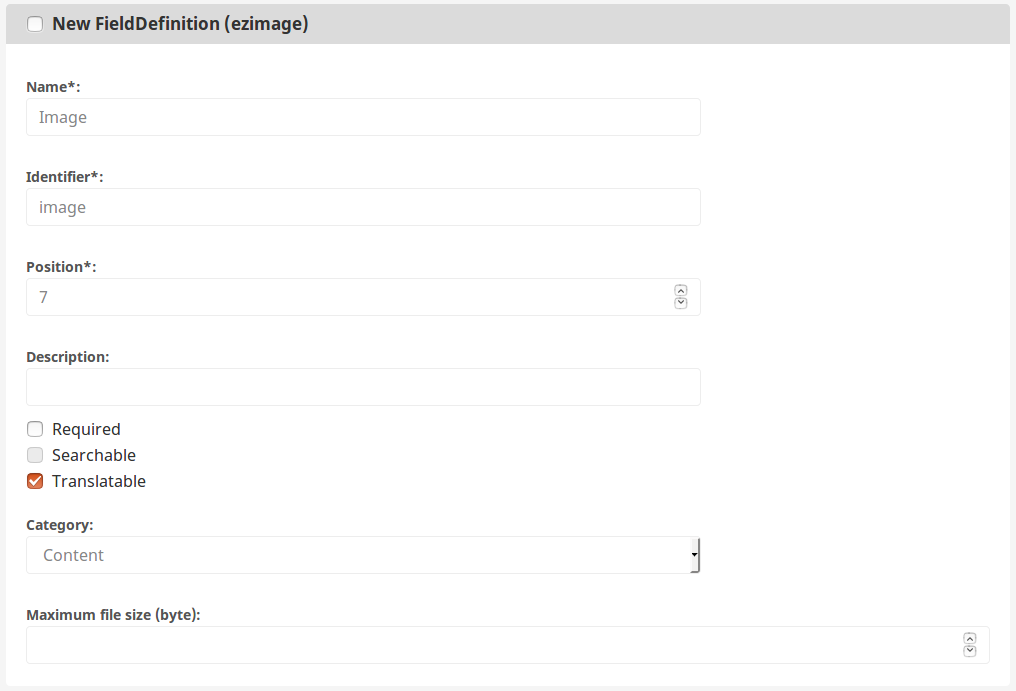 New FieldDefinition (ezimage)
Name*:
Image
Identifier*:
image
Position*:
7
Description:
Required
Searchable
Translatable
Category:
Content
Maximum file size (byte):